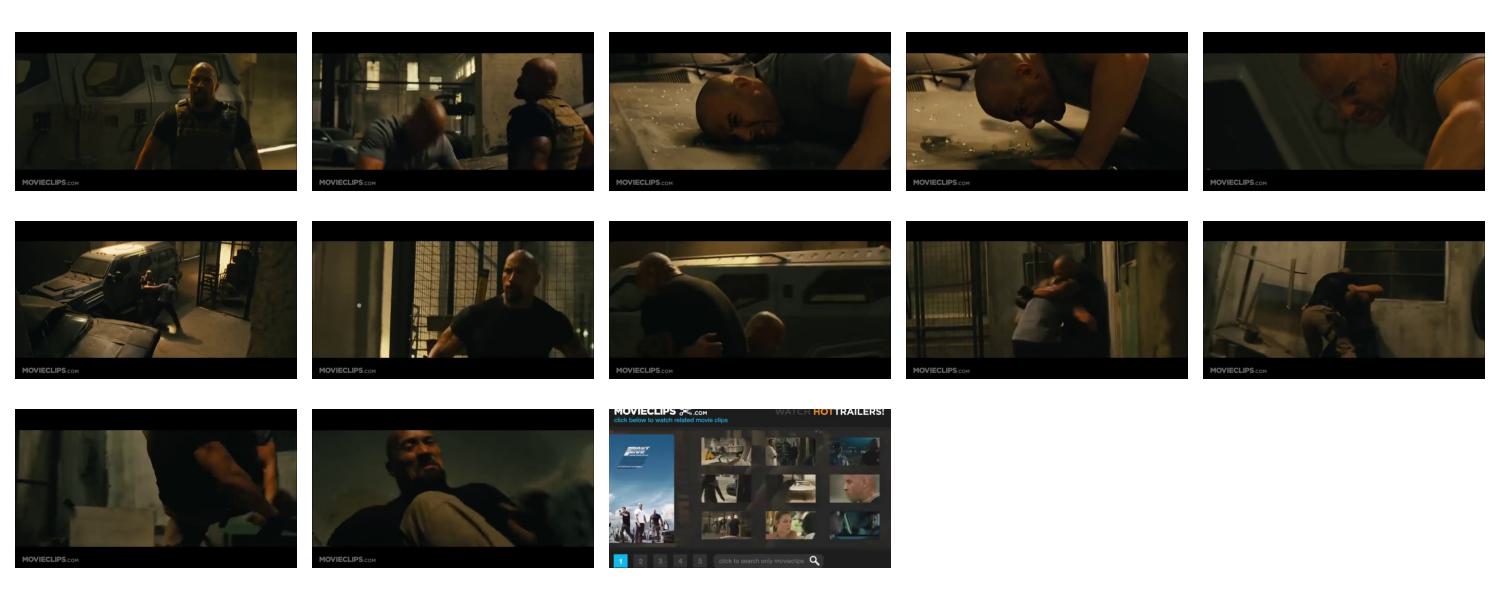 MOVIECLIPS.COM
MOVIECLIPS.COM
MOVIECLIPS.COM
MOVIECLIPS.COM
MOVIECLIPS.COM
MOVIECLIPS.COM
MOVIECLIPS.COM
MOVIECLIPS.COM
MOVIECLIPS.COM
MOVIECLIPS.COM
MOVIECLIPS.COM
MOVIECLIPS.COM
MOVIECLIPS .COM
WATCH HOT TRAILERS!
click below to watch related movie clips
FAST FIVE
1 2 3 4 5
click to search only movieclips